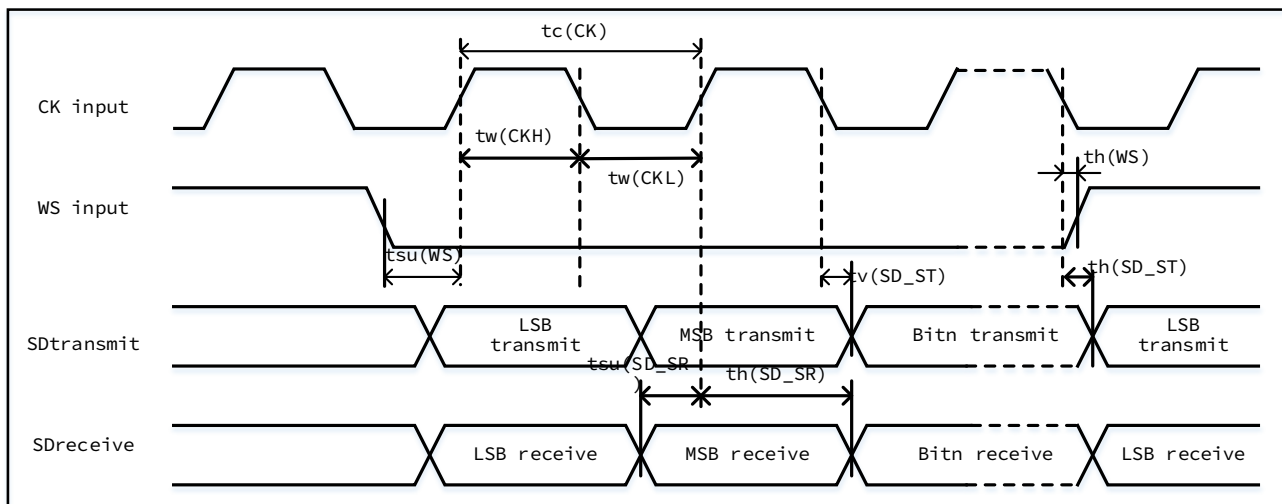 tc(CK)
CK input
tw(CKH)
tw(CKL)
th(WS)
WS input
tsu(WS)
tv(SD_ST)
th(SD_ST)
SDtransmit
LSB
transmit
MSB transmit
Bitn transmit
LSB
transmit
tsu(SD_SR
)
th(SD_SR)
SDreceive
LSB receive
MSB receive
Bitn receive
LSB receive